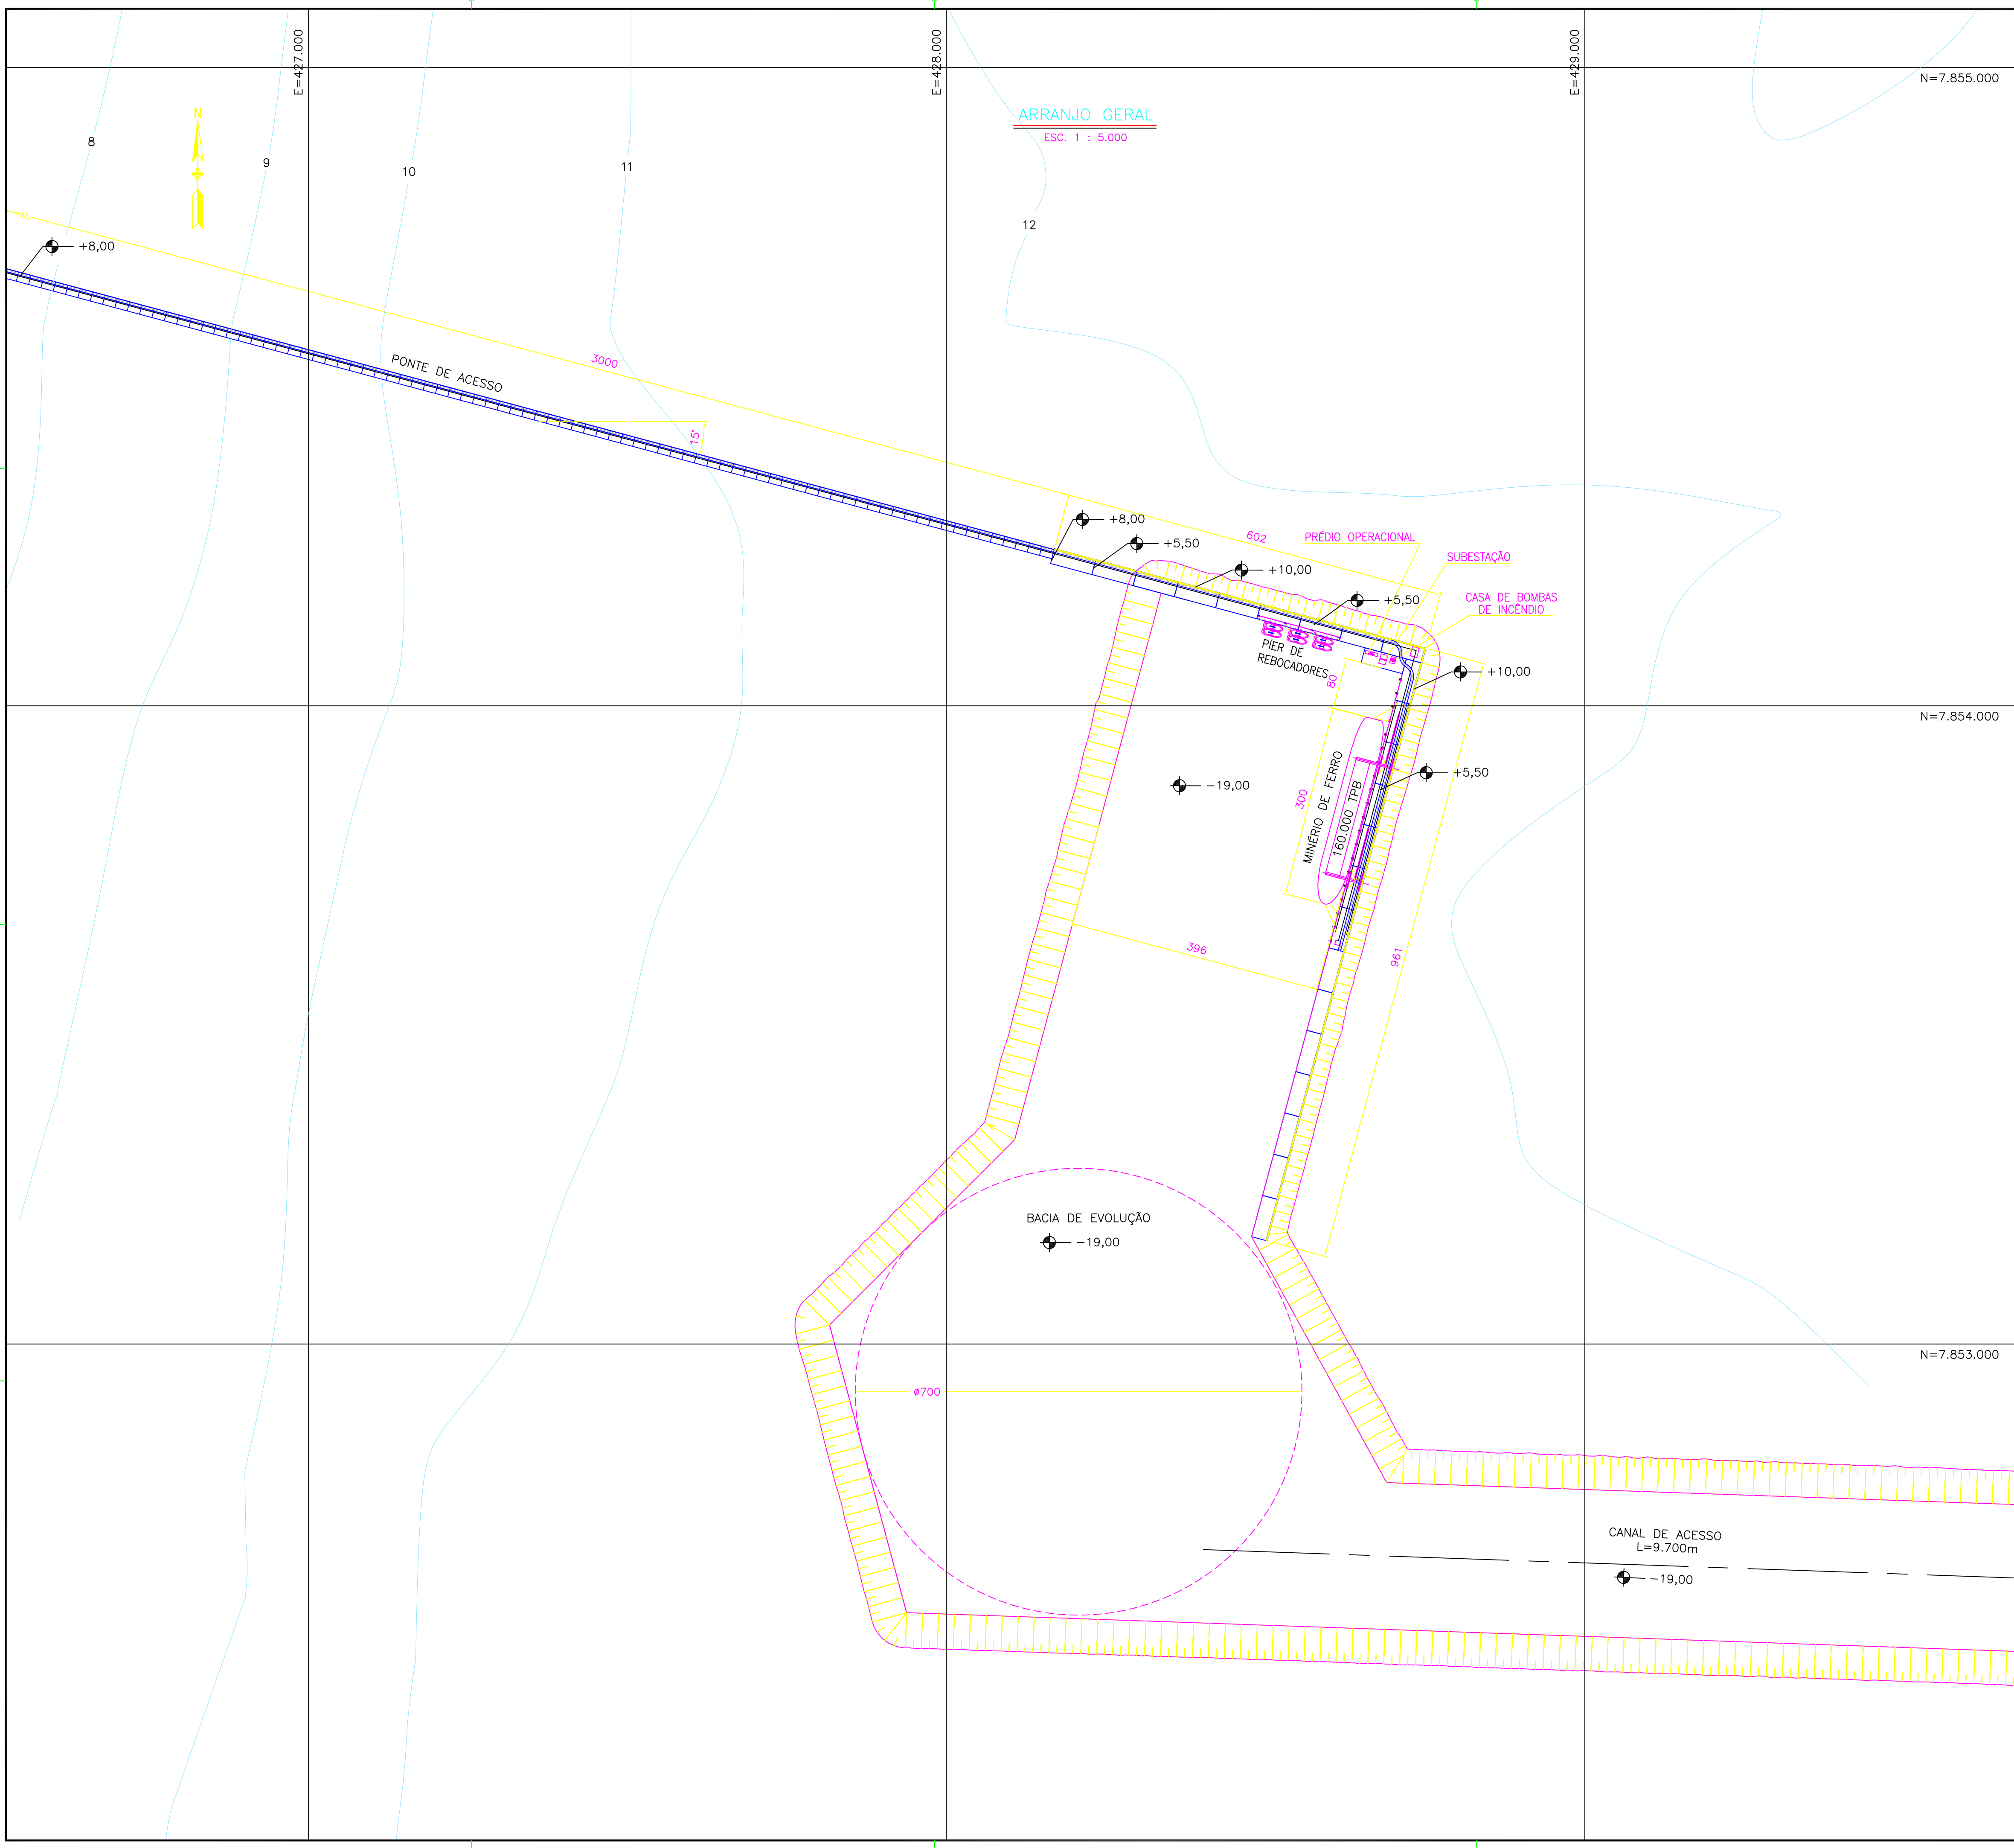 E=427.000
E=428.000
E=429.000
N=7.855.000
ARRANJO GERAL
ESC. 1 : 5.000
N
8
9
10
11
12
+8,00
3000
PONTE DE ACESSO
15°
+8,00
+5,50
602
PRÉDIO OPERACIONAL
SUBESTAÇÃO
+10,00
+5,50
CASA DE BOMBAS
DE INCÊNDIO
PÍER DE
REBOCADORES
80
+10,00
N=7.854.000
-19,00
+5,50
300
MINÉRIO DE FERRO
160.000 TPB
396
961
BACIA DE EVOLUÇÃO
-19,00
N=7.853.000
ø700
CANAL DE ACESSO
L=9.700m
-19,00